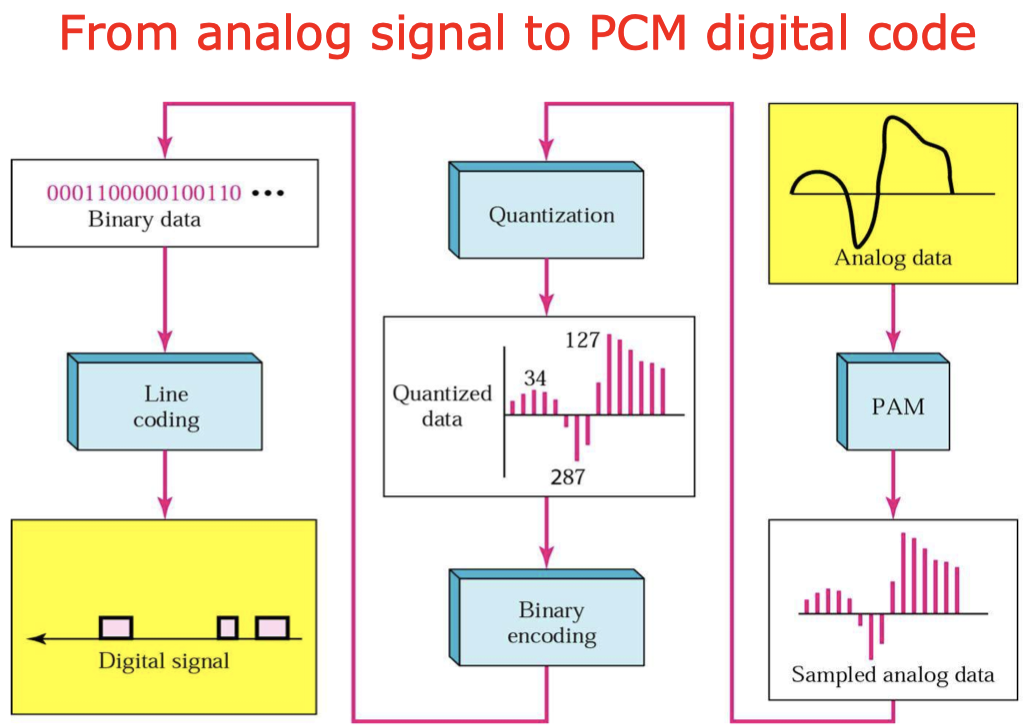 From analog signal to PCM digital code
0001100000100110 •••
Binary data
Line
coding
Digital signal
Quantization
Quantized
data
127
34
287
Binary
encoding
Analog data
PAM
Sampled analog data